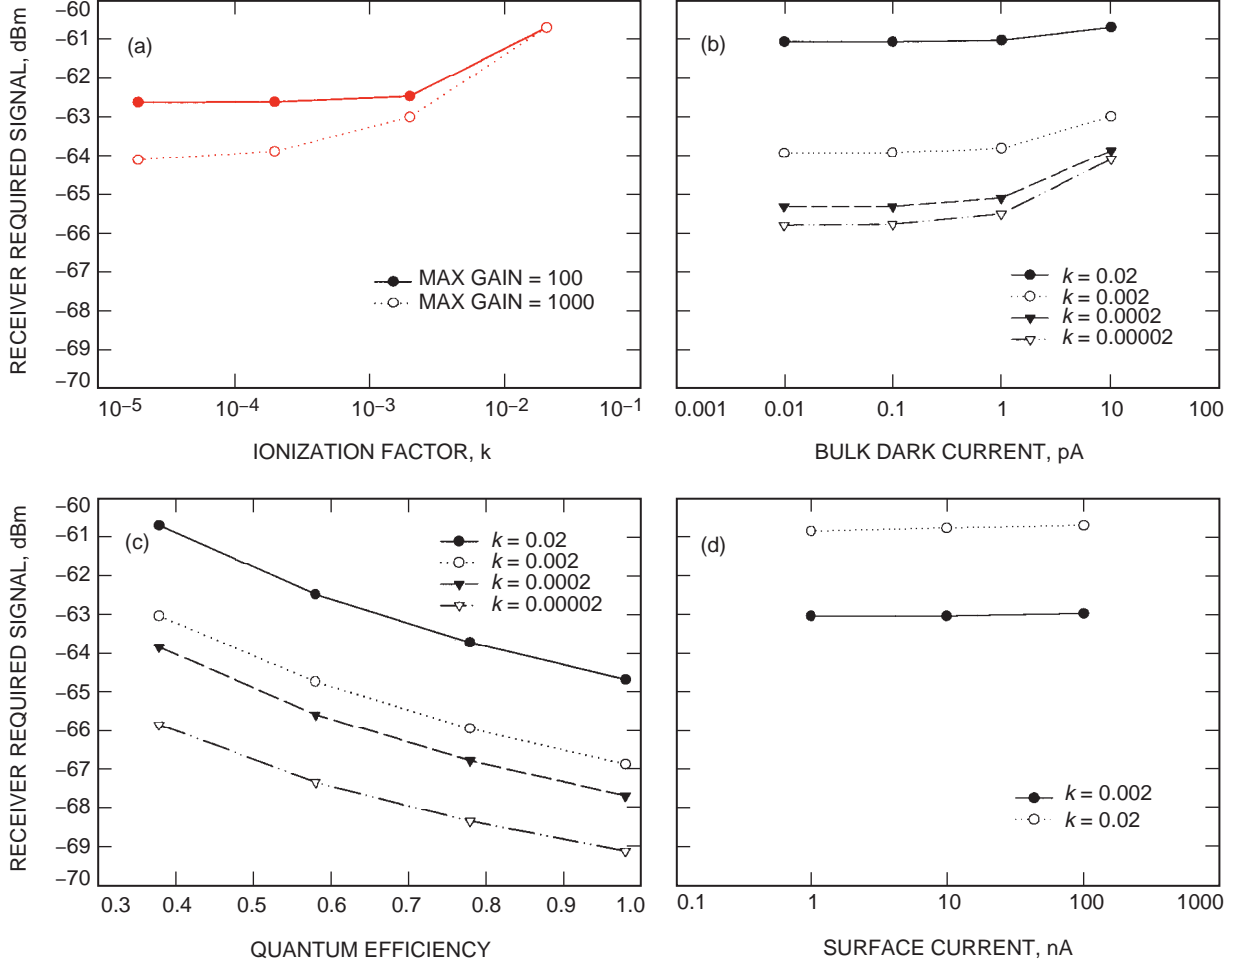 RECEIVER REQUIRED SIGNAL, dBm
−60
−61
−62
−63
−64
−65
−66
−67
−68
−69
−70
(a)
MAX GAIN = 100
MAX GAIN = 1000
10−5
10−4
10−3
10−2
10−1
IONIZATION FACTOR, k
(b)
k = 0.02
k = 0.002
k = 0.0002
k = 0.00002
0.001
0.01
0.1
1
10
100
BULK DARK CURRENT, pA
RECEIVER REQUIRED SIGNAL, dBm
−60
−61
−62
−63
−64
−65
−66
−67
−68
−69
−70
(c)
k = 0.02
k = 0.002
k = 0.0002
k = 0.00002
0.3
0.4
0.5
0.6
0.7
0.8
0.9
1.0
QUANTUM EFFICIENCY
(d)
k = 0.002
k = 0.02
0.1
1
10
100
1000
SURFACE CURRENT, nA